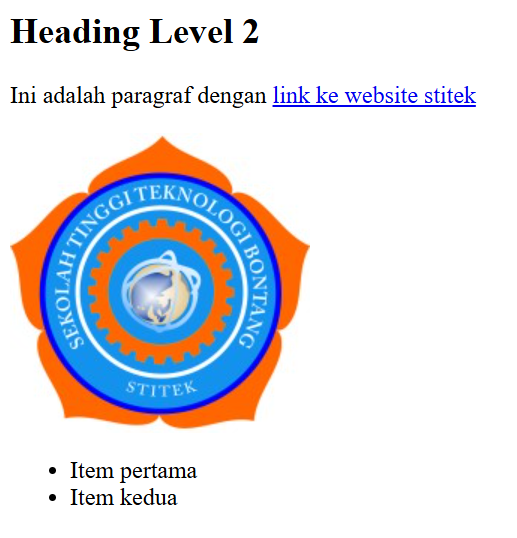 Heading Level 2
Ini adalah paragraf dengan link ke website stitek
SEKOLAH TINGGI TEKNOLOGI BONTANG
STITEK
Item pertama
Item kedua